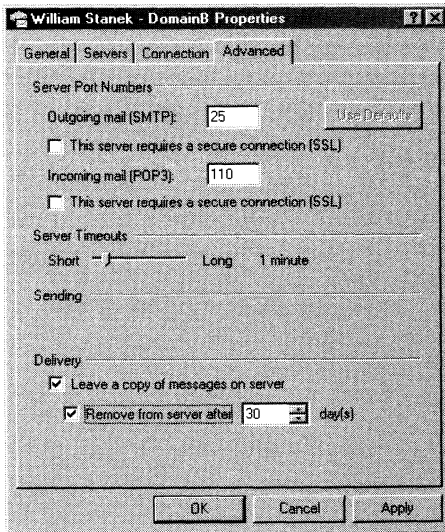 William Stanek - DomainB Properties
General Servers Connection Advanced
Server Port Numbers
Outgoing mail (SMTP): 25 Use Defaults
This server requires a secure connection (SSL)
Incoming mail (POP3): 110
This server requires a secure connection (SSL)
Server Timeouts
Short Long 1 minute
Sending
Delivery
Leave a copy of messages on server
Remove from server after 30 day(s)
OK Cancel Apply